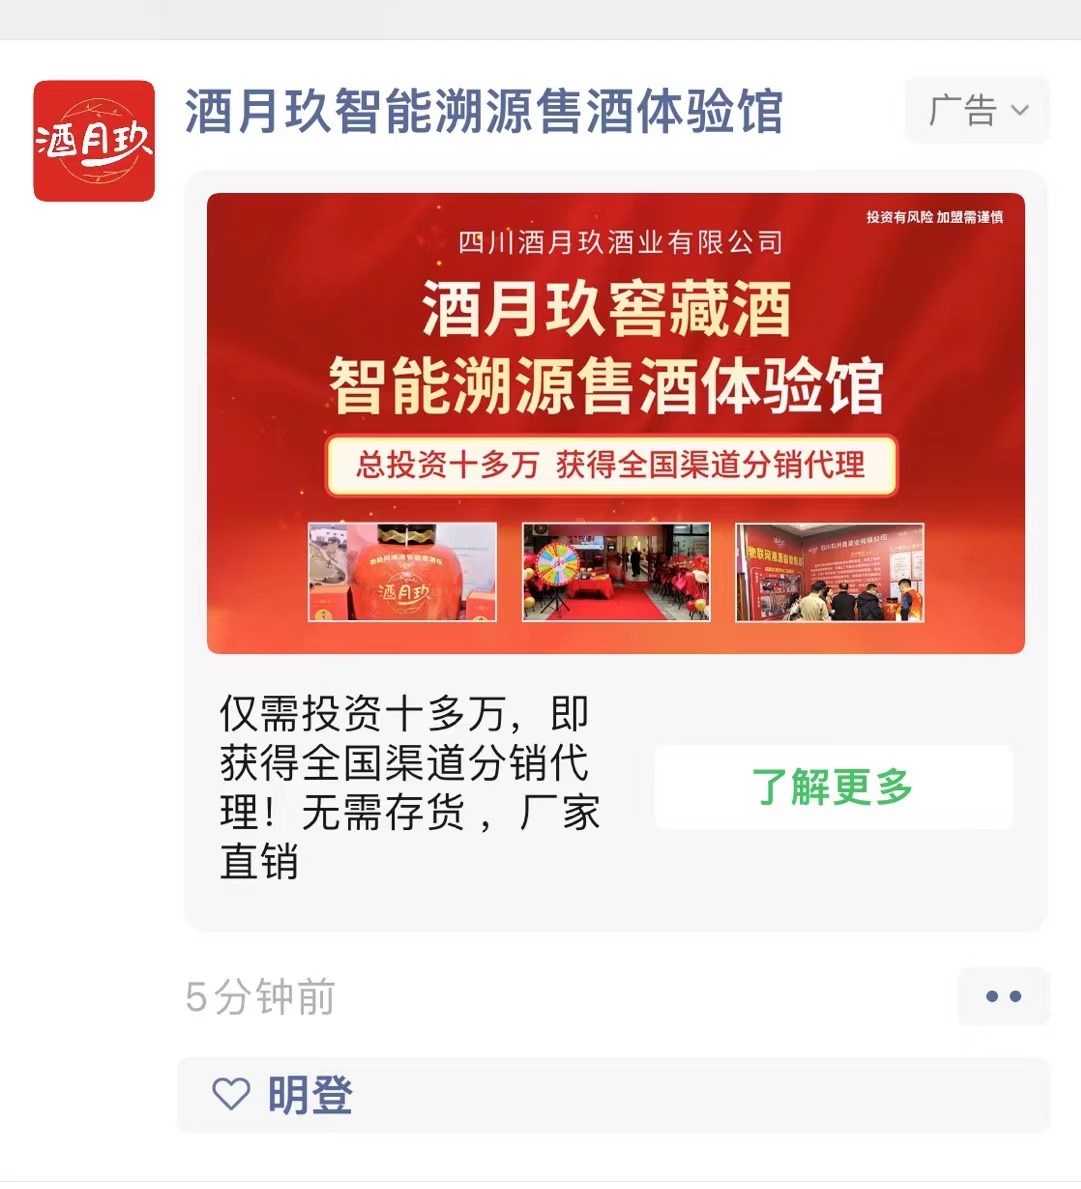 酒月玖
酒月玖智能溯源售酒体验馆
广告
投资有风险 加盟需谨慎
四川酒月玖酒业有限公司
酒月玖窖藏酒
智能溯源售酒体验馆
总投资十多万 获得全国渠道分销代理
酒月玖
仅需投资十多万，即
获得全国渠道分销代
理！无需存货，厂家
直销
了解更多
5分钟前
明登